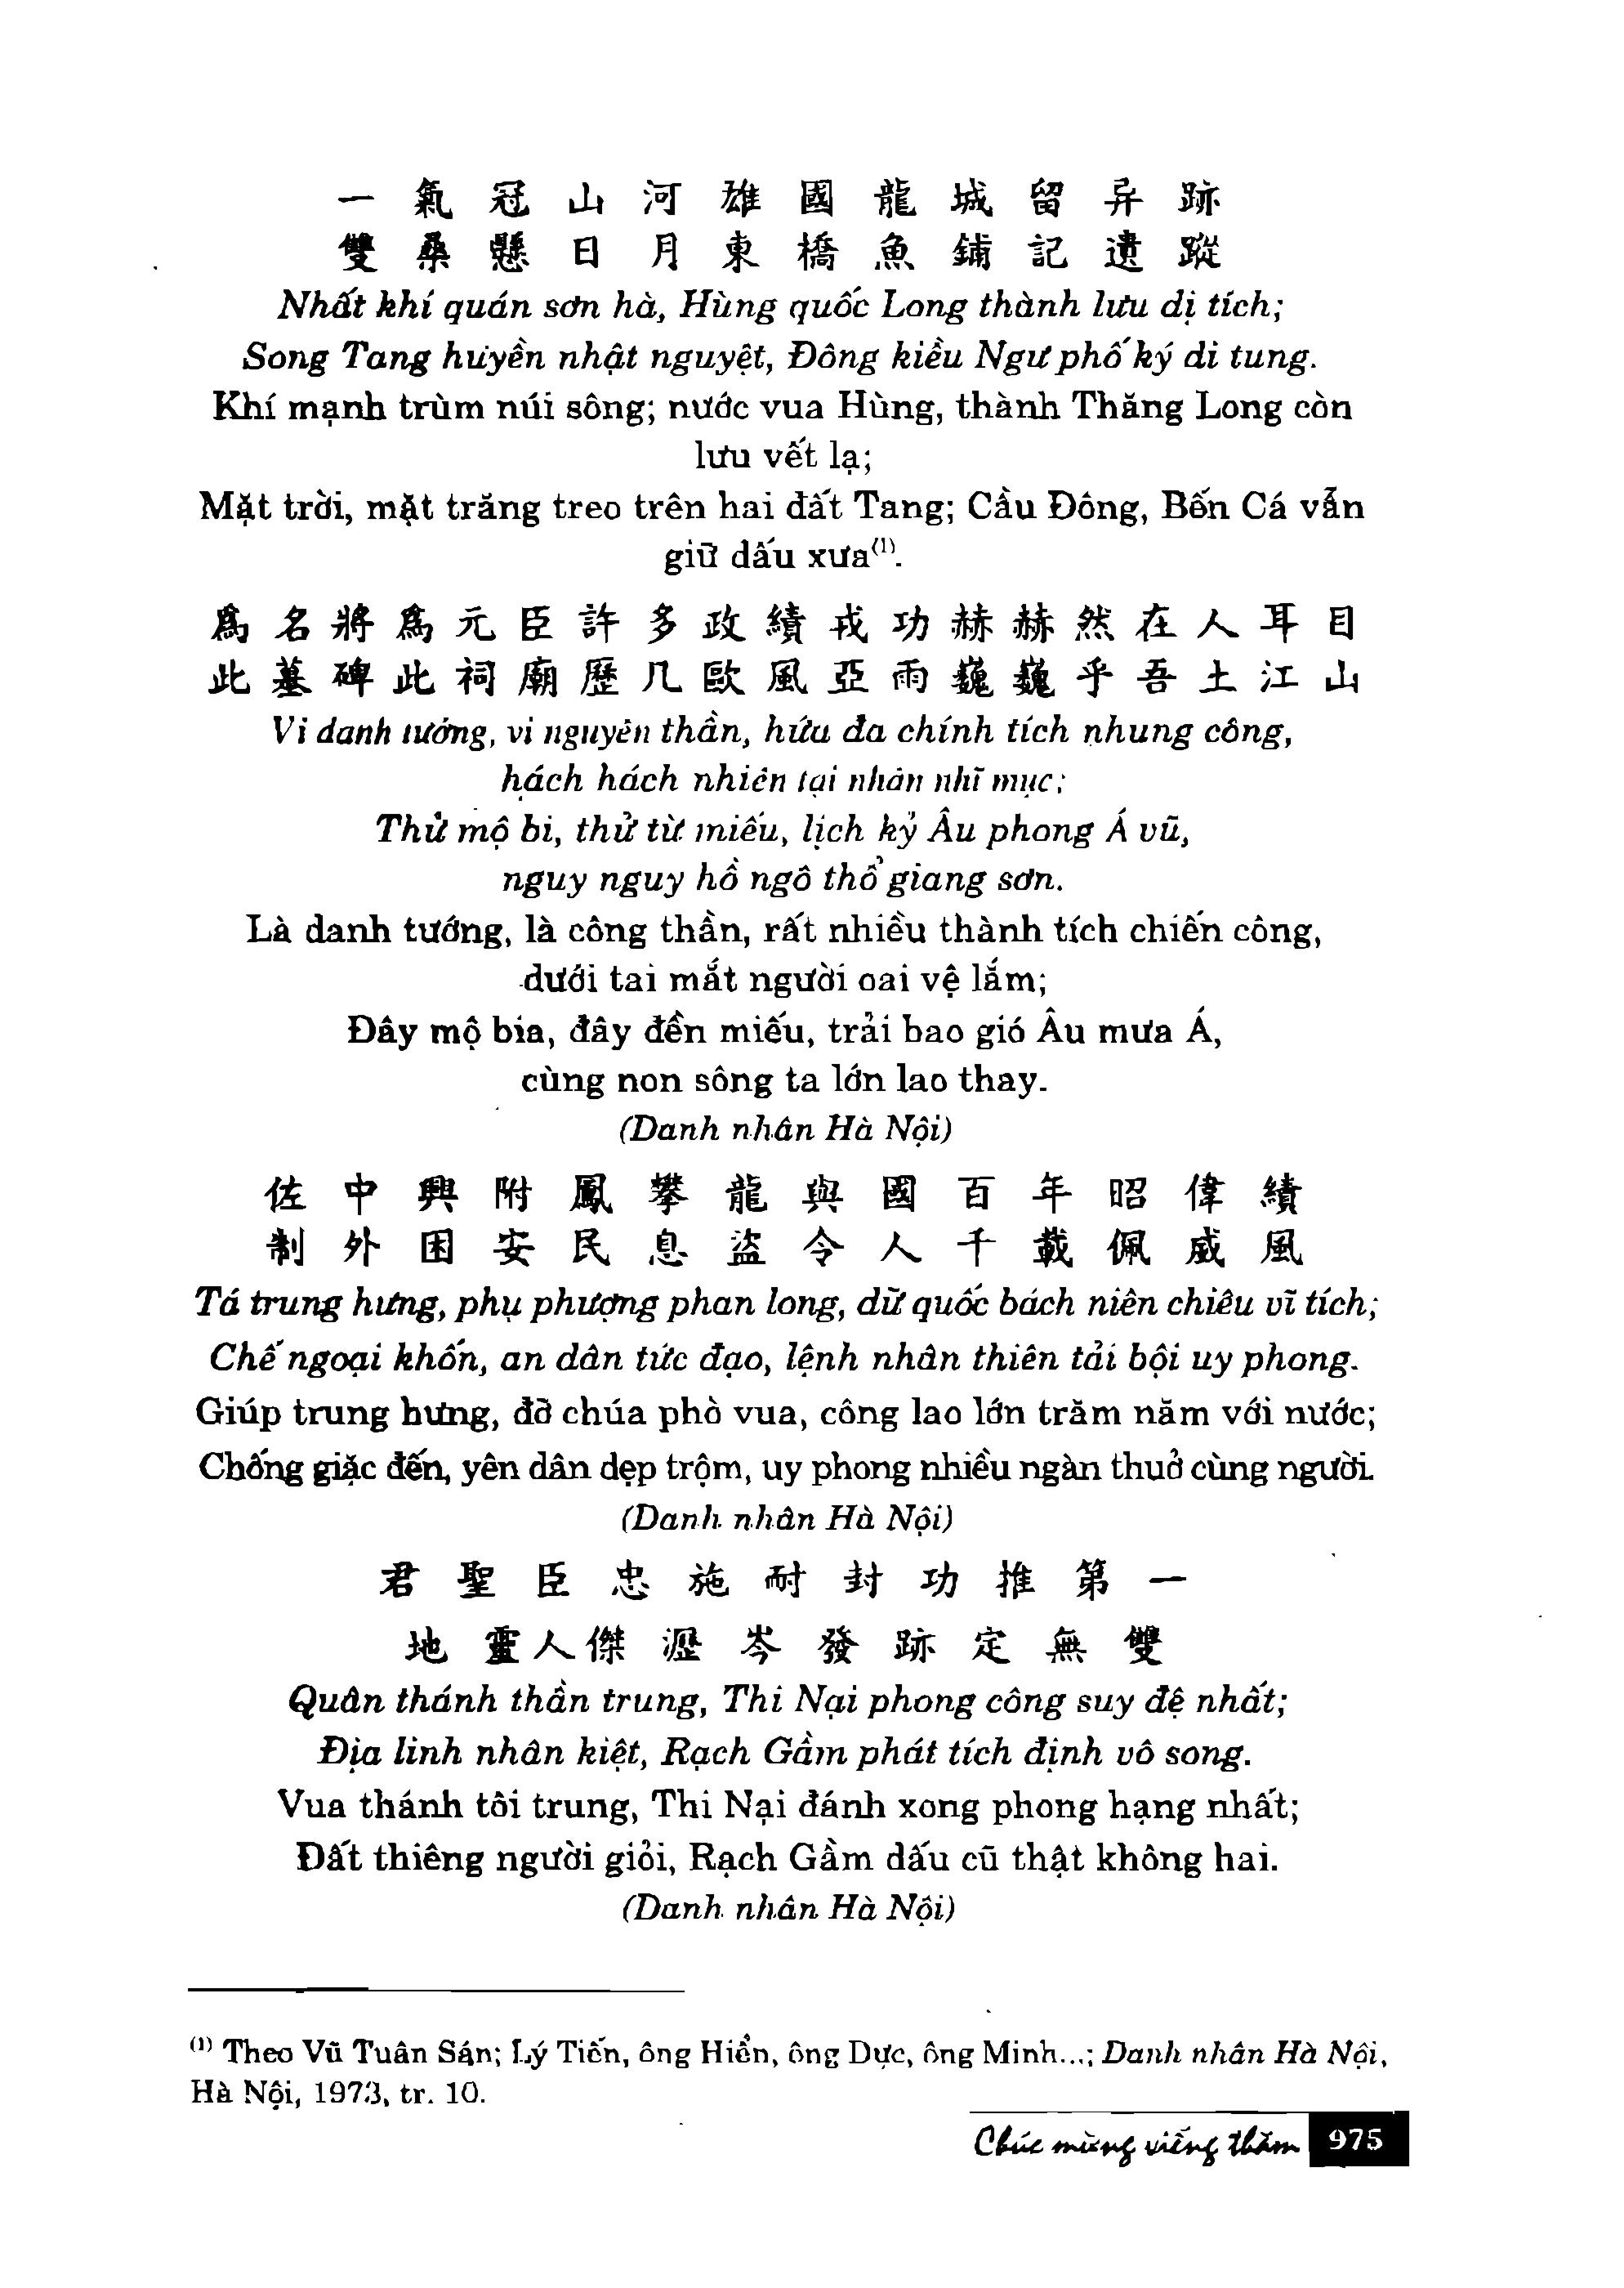 一氣冠山河雄國龍城留异跡
雙桑懸日月東橋魚鋪記遺蹤
Nhất khí quán sơn hà, Hùng quốc Long thành lưu dị tích;
Song Tang huyền nhật nguyệt, Đông kiều Ngư phố ký di tung.
Khí mạnh trùm núi sông; nước vua Hùng, thành Thăng Long còn
lưu vết lạ;
Mặt trời, mặt trăng treo trên hai đất Tang; Cầu Đông, Bến Cá vẫn
giữ dấu xưa⁽¹⁾.
爲名將爲元臣許多政績戎功赫赫然在人耳目
此墓碑此祠廟歷几歐風亞雨巍巍乎吾土江山
Vi danh tướng, vi nguyên thần, hứu đa chính tích nhung công,
hách hách nhiên tại nhân nhĩ mục;
Thử mộ bi, thử từ miếu, lịch kỷ Âu phong Á vũ,
nguy nguy hồ ngô thổ giang sơn.
Là danh tướng, là công thần, rất nhiều thành tích chiến công,
dưới tai mắt người oai vệ lắm;
Đây mộ bia, đây đền miếu, trải bao gió Âu mưa Á,
cùng non sông ta lớn lao thay.
(Danh nhân Hà Nội)
佐中興附鳳攀龍與國百年昭偉績
制外困安民息盜令人千載佩威風
Tá trung hưng, phụ phượng phan long, dữ quốc bách niên chiêu vĩ tích;
Chế ngoại khốn, an dân tức đạo, lệnh nhân thiên tải bội uy phong.
Giúp trung hưng, đỡ chúa phò vua, công lao lớn trăm năm với nước;
Chống giặc đến, yên dân dẹp trộm, uy phong nhiều ngàn thuở cùng người.
(Danh nhân Hà Nội)
君聖臣忠施耐封功推第一
地靈人傑瀝岑發跡定無雙
Quân thánh thần trung, Thi Nại phong công suy đệ nhất;
Địa linh nhân kiệt, Rạch Gầm phát tích định vô song.
Vua thánh tôi trung, Thi Nại đánh xong phong hạng nhất;
Đất thiêng người giỏi, Rạch Gầm dấu cũ thật không hai.
(Danh nhân Hà Nội)
⁽¹⁾ Theo Vũ Tuân Sán; Lý Tiến, ông Hiển, ông Dực, ông Minh...; Danh nhân Hà Nội,
Hà Nội, 1973, tr. 10.
Chúc mừng viếng thăm 975